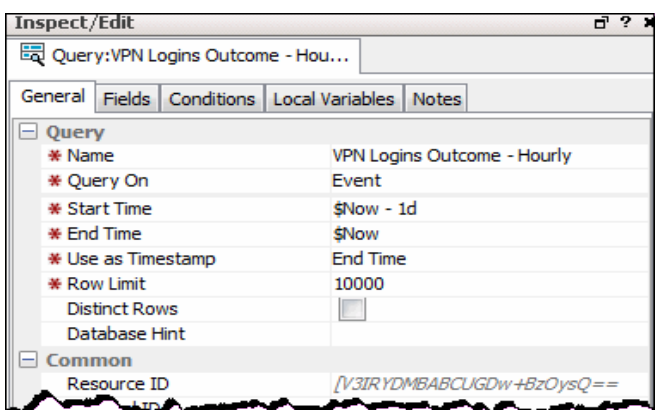 Inspect/Edit
Query:VPN Logins Outcome - Hou...
General Fields Conditions Local Variables Notes
Query
* Name VPN Logins Outcome - Hourly
* Query On Event
* Start Time $Now - 1d
* End Time $Now
* Use as Timestamp End Time
* Row Limit 10000
Distinct Rows
Database Hint
Common
Resource ID [V3IRYDMBABCUGDw+BzOysQ==